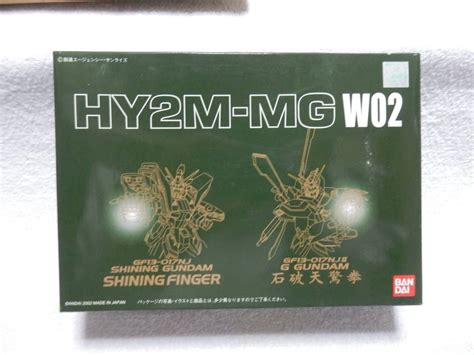 ©創通エージェンシー・サンライズ
HY2M-MG W02
GF13-017NJ
SHINING GUNDAM
SHINING FINGER
GF13-017NJⅡ
G GUNDAM
石破天驚拳
©BANDAI 2002 MADE IN JAPAN
パッケージの写真・イラストと商品とは、多少異なりますのでご了承ください。
BAN
DAI